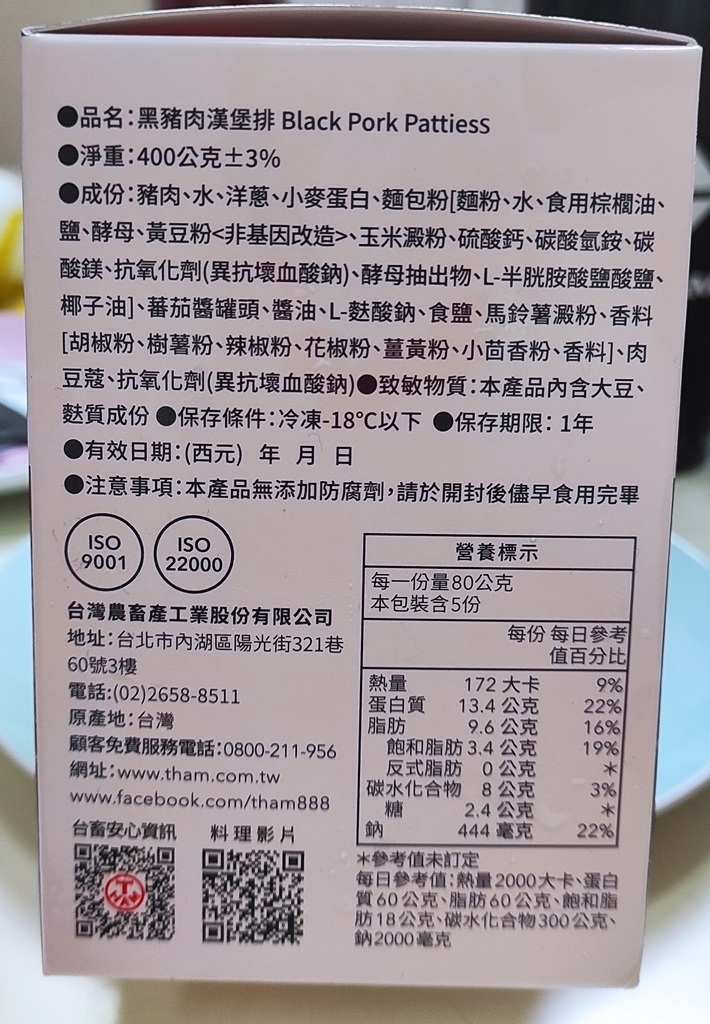 ●品名：黑豬肉漢堡排 Black Pork Pattiess
●淨重：400公克±3%
●成份：豬肉、水、洋蔥、小麥蛋白、麵包粉[麵粉、水、食用棕櫚油、
鹽、酵母、黃豆粉<非基因改造>、玉米澱粉、硫酸鈣、碳酸氫銨、碳
酸鎂、抗氧化劑(異抗壞血酸鈉)、酵母抽出物、L-半胱胺酸鹽酸鹽、
椰子油]、蕃茄醬罐頭、醬油、L-麩酸鈉、食鹽、馬鈴薯澱粉、香料
[胡椒粉、樹薯粉、辣椒粉、花椒粉、薑黃粉、小茴香粉、香料]、肉
豆蔻、抗氧化劑(異抗壞血酸鈉)●致敏物質：本產品內含大豆、
麩質成份 ●保存條件：冷凍-18℃以下 ●保存期限：1年
●有效日期：(西元) 年 月 日
●注意事項：本產品無添加防腐劑，請於開封後儘早食用完畢
ISO 9001
ISO 22000
台灣農畜產工業股份有限公司
地址：台北市內湖區陽光街321巷
60號3樓
電話：(02)2658-8511
原產地：台灣
顧客免費服務電話：0800-211-956
網址：www.tham.com.tw
www.facebook.com/tham888
台畜安心資訊 料理影片
營養標示
每一份量80公克
本包裝含5份
每份 每日參考
值百分比
熱量 172 大卡 9%
蛋白質 13.4 公克 22%
脂肪 9.6 公克 16%
飽和脂肪 3.4 公克 19%
反式脂肪 0 公克 *
碳水化合物 8 公克 3%
糖 2.4 公克 *
鈉 444 毫克 22%
*參考值未訂定
每日參考值：熱量2000大卡、蛋白
質60公克、脂肪60公克、飽和脂
肪18公克、碳水化合物300公克、
鈉2000毫克